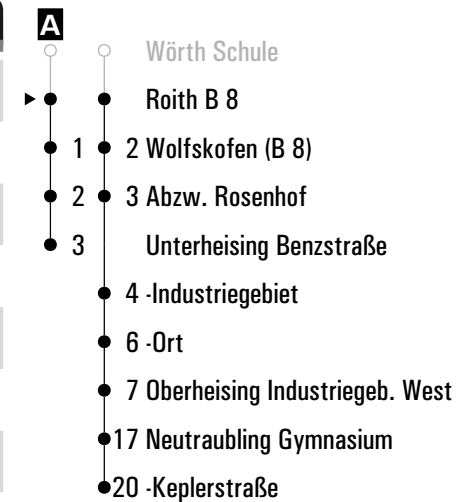 A
Wörth Schule
Roith B 8
1 2 Wolfskofen (B 8)
2 3 Abzw. Rosenhof
3 Unterheising Benzstraße
4 -Industriegebiet
6 -Ort
7 Oberheising Industriegeb. West
17 Neutraubling Gymnasium
20 -Keplerstraße